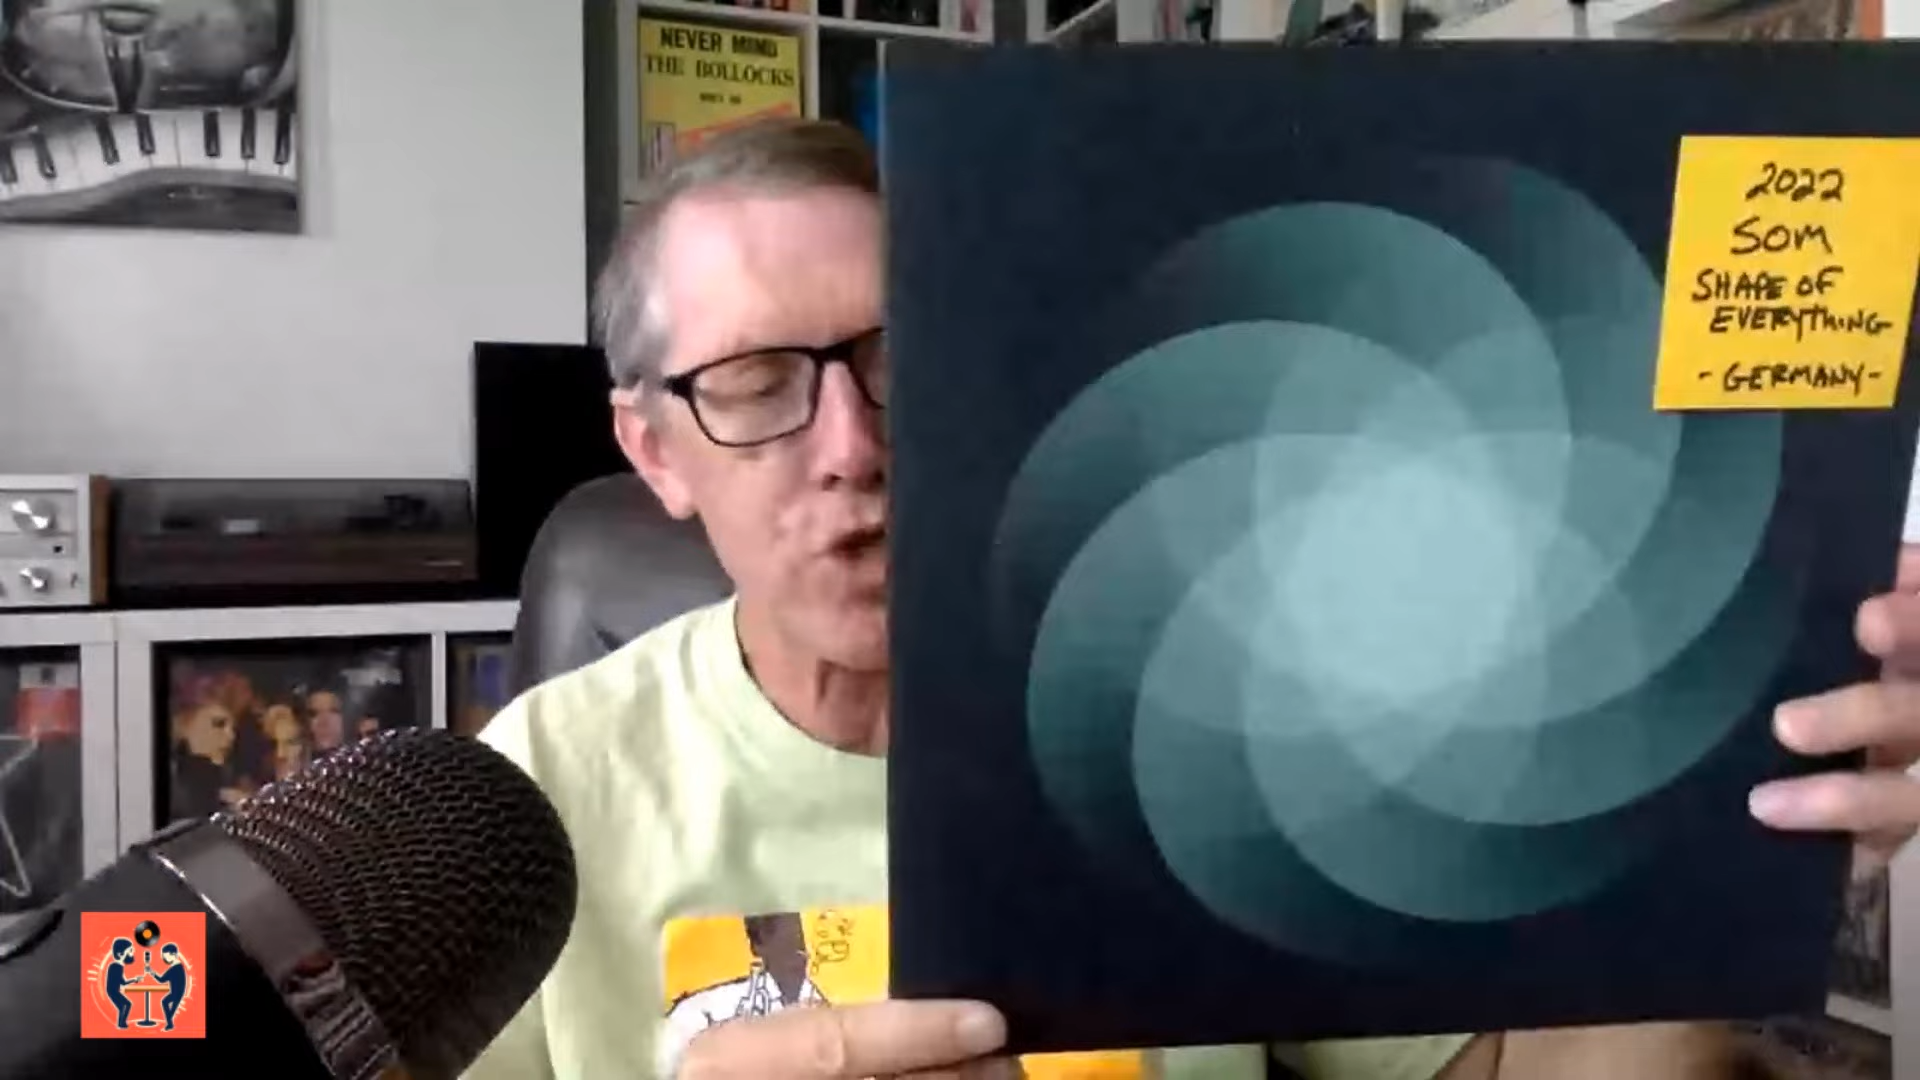 NEVER MIND
THE BOLLOCKS
2022
SOM
SHAPE OF
EVERYTHING
- GERMANY -